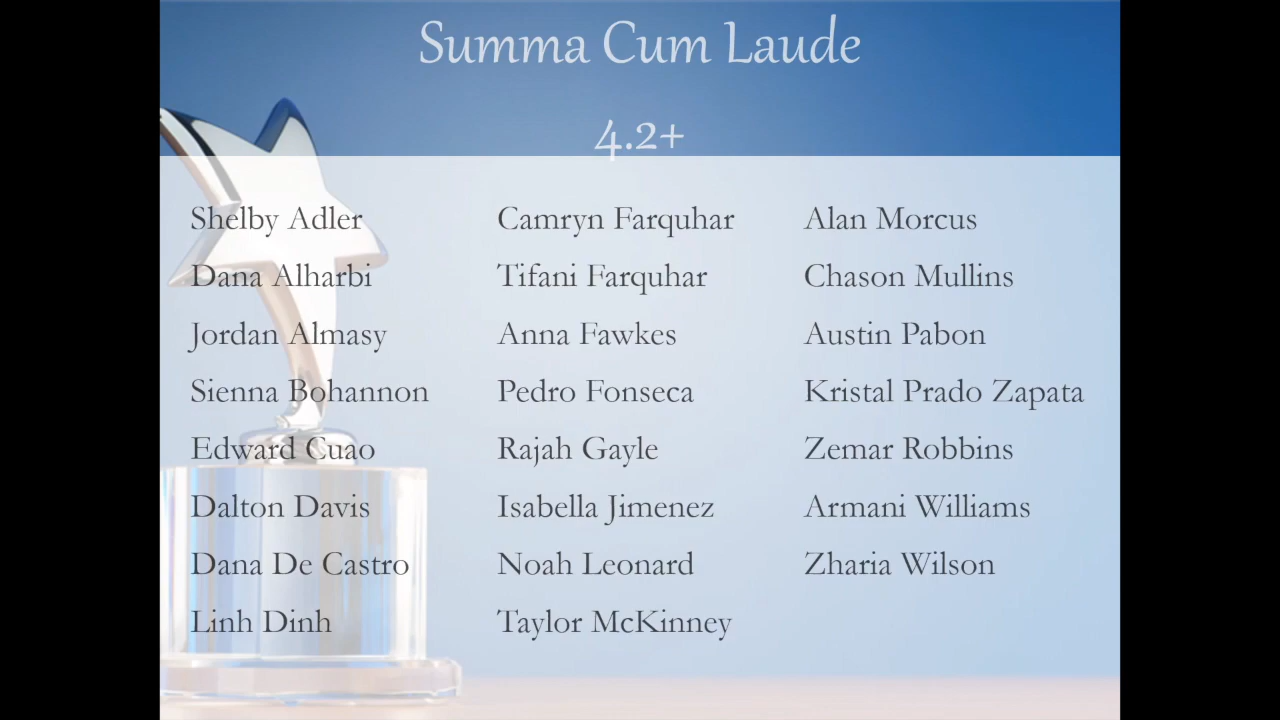 Summa Cum Laude
4.2+
Shelby Adler
Dana Alharbi
Jordan Almasy
Sienna Bohannon
Edward Cuao
Dalton Davis
Dana De Castro
Linh Dinh
Camryn Farquhar
Tifani Farquhar
Anna Fawkes
Pedro Fonseca
Rajah Gayle
Isabella Jimenez
Noah Leonard
Taylor McKinney
Alan Morcus
Chason Mullins
Austin Pabon
Kristal Prado Zapata
Zemar Robbins
Armani Williams
Zharia Wilson